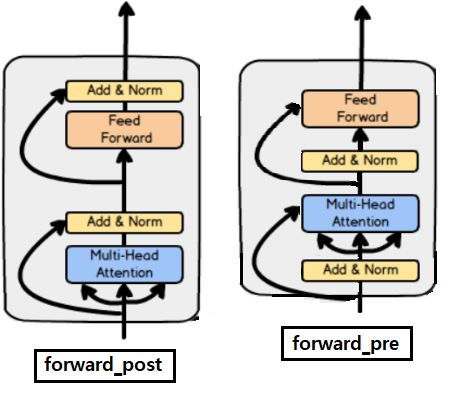 Add & Norm
Feed
Forward
Add & Norm
Multi-Head
Attention
forward_post
Feed
Forward
Add & Norm
Multi-Head
Attention
Add & Norm
forward_pre